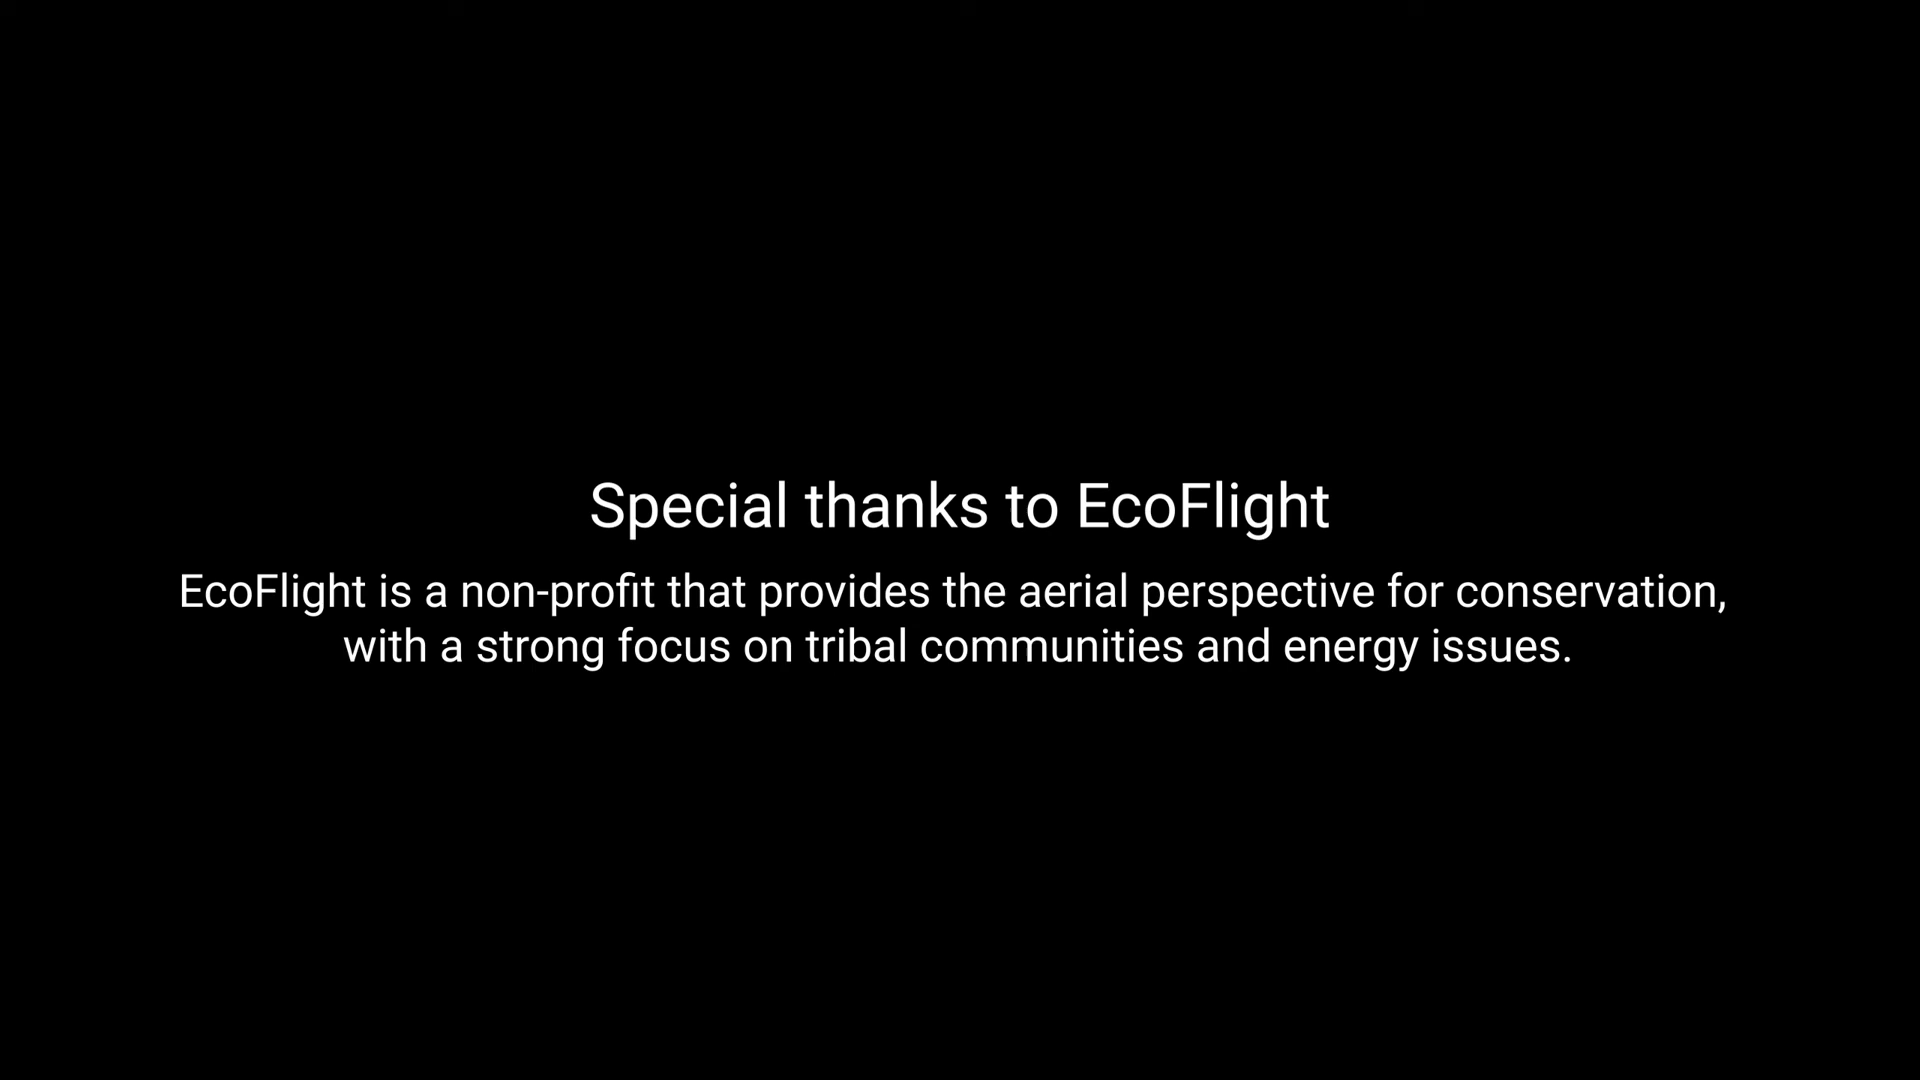 Special thanks to EcoFlight
EcoFlight is a non-profit that provides the aerial perspective for conservation,
with a strong focus on tribal communities and energy issues.